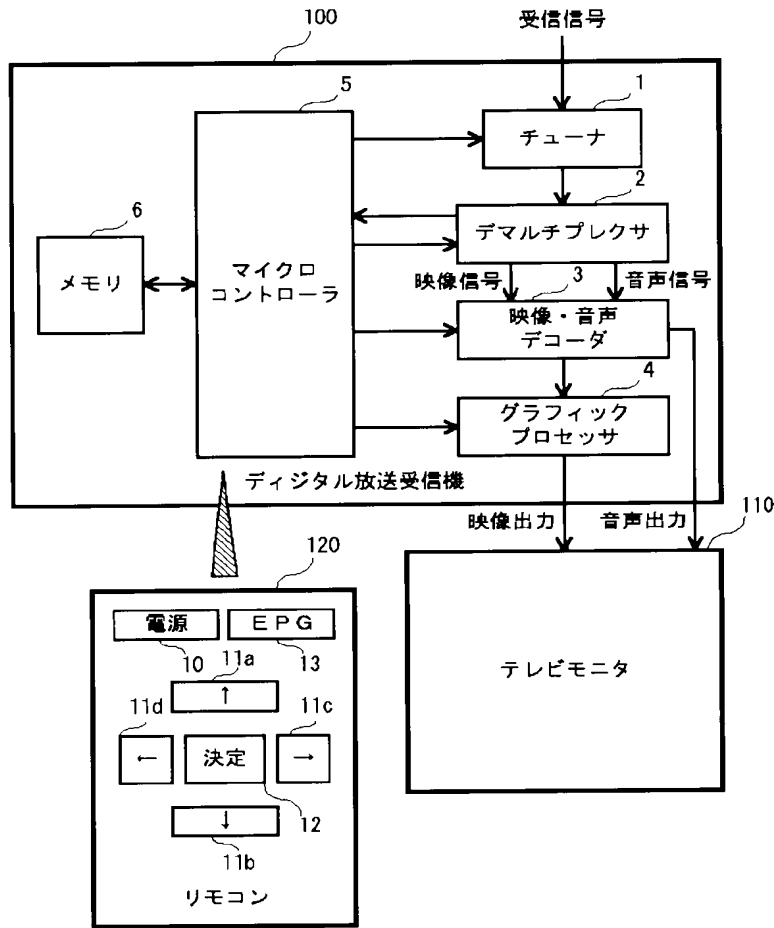 受信信号
100
5
1
チューナ
2
デマルチプレクサ
6
メモリ
マイクロ
コントローラ
映像信号
音声信号
3
映像・音声
デコーダ
4
グラフィック
プロセッサ
ディジタル放送受信機
映像出力
音声出力
110
テレビモニタ
120
電源
EPG
10
13
11a
↑
11d
11c
←
決定
→
12
↓
11b
リモコン